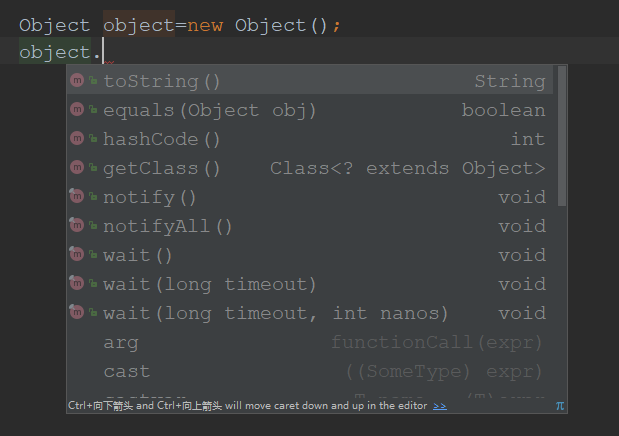 Object object=new Object();
object.
toString() String
equals(Object obj) boolean
hashCode() int
getClass() Class<? extends Object>
notify() void
notifyAll() void
wait() void
wait(long timeout) void
wait(long timeout, int nanos) void
arg functionCall(expr)
cast ((SomeType) expr)
Ctrl+向下箭头 and Ctrl+向上箭头 will move caret down and up in the editor >> π